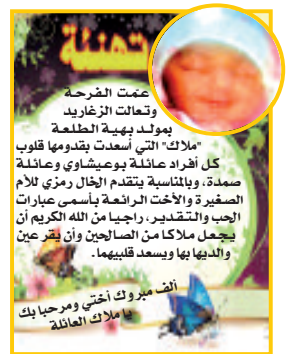 تهنئة
عمّت الفرحة
وتعالت الزغاريد
بمولد بهية الطلعة
"ملاك" التي أسعدت بقدومها قلوب
كل أفراد عائلة بوعيشاوي وعائلة
صمدة، وبالمناسبة يتقدم الخال رمزي للأم
الصغيرة والأخت الرائعة بأسمى عبارات
الحب والتقدير، راجيا من الله الكريم أن
يجعل ملاكا من الصالحين وأن يقر عين
والديها بها ويسعد قلبيهما.
ألف مبروك أختي ومرحبا بك
يا ملاك العائلة